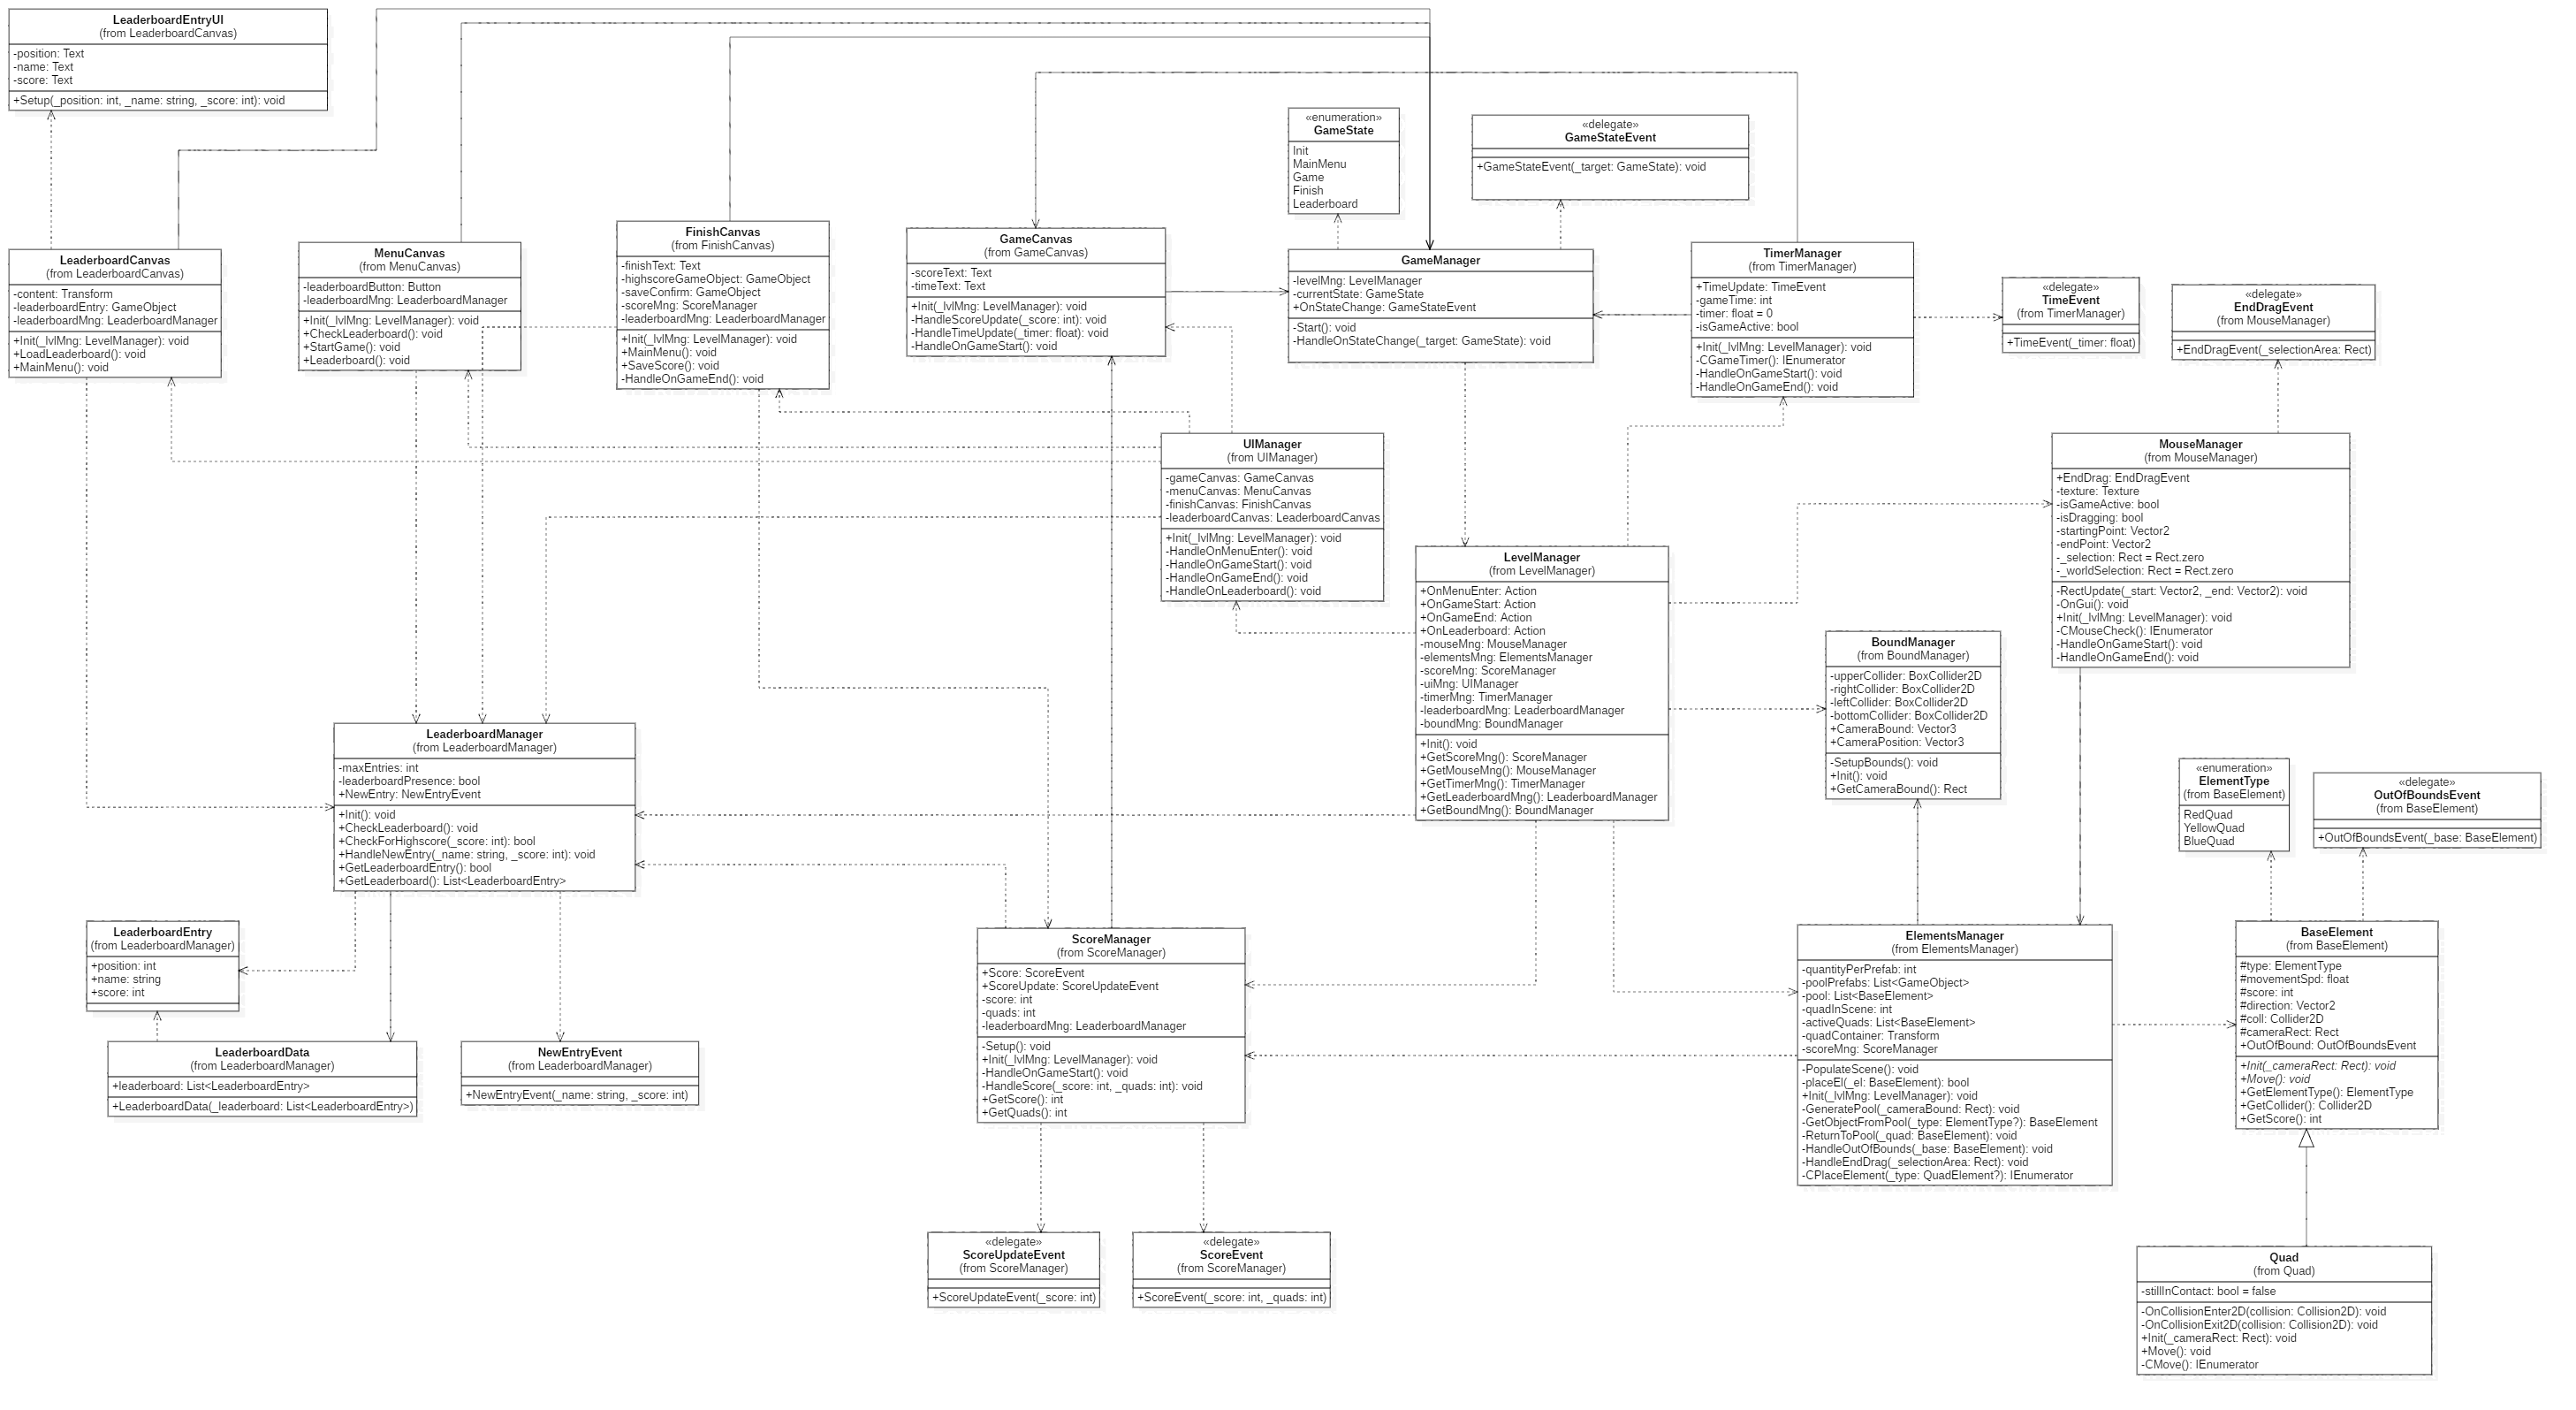 LeaderboardEntryUI
(from LeaderboardCanvas)
-position: Text
-name: Text
-score: Text
+Setup(_position: int, _name: string, _score: int): void
«enumeration»
GameState
Init
MainMenu
Game
Finish
Leaderboard
«delegate»
GameStateEvent
+GameStateEvent(_target: GameState): void
LeaderboardCanvas
(from LeaderboardCanvas)
-content: Transform
-leaderboardEntry: GameObject
-leaderboardMng: LeaderboardManager
+Init(_lvlMng: LevelManager): void
+LoadLeaderboard(): void
+MainMenu(): void
MenuCanvas
(from MenuCanvas)
-leaderboardButton: Button
-leaderboardMng: LeaderboardManager
+Init(_lvlMng: LevelManager): void
+CheckLeaderboard(): void
+StartGame(): void
+Leaderboard(): void
FinishCanvas
(from FinishCanvas)
-finishText: Text
-highscoreGameObject: GameObject
-saveConfirm: GameObject
-scoreMng: ScoreManager
-leaderboardMng: LeaderboardManager
+Init(_lvlMng: LevelManager): void
+MainMenu(): void
+SaveScore(): void
-HandleOnGameEnd(): void
GameCanvas
(from GameCanvas)
-scoreText: Text
-timeText: Text
+Init(_lvlMng: LevelManager): void
-HandleScoreUpdate(_score: int): void
-HandleTimeUpdate(_timer: float): void
-HandleOnGameStart(): void
GameManager
-levelMng: LevelManager
-currentState: GameState
+OnStateChange: GameStateEvent
-Start(): void
-HandleOnStateChange(_target: GameState): void
TimerManager
(from TimerManager)
+TimeUpdate: TimeEvent
-gameTime: int
-timer: float = 0
-isGameActive: bool
+Init(_lvlMng: LevelManager): void
-CGameTimer(): IEnumerator
-HandleOnGameStart(): void
-HandleOnGameEnd(): void
«delegate»
TimeEvent
(from TimerManager)
+TimeEvent(_timer: float)
«delegate»
EndDragEvent
(from MouseManager)
+EndDragEvent(_selectionArea: Rect)
UIManager
(from UIManager)
-gameCanvas: GameCanvas
-menuCanvas: MenuCanvas
-finishCanvas: FinishCanvas
-leaderboardCanvas: LeaderboardCanvas
+Init(_lvlMng: LevelManager): void
-HandleOnMenuEnter(): void
-HandleOnGameStart(): void
-HandleOnGameEnd(): void
-HandleOnLeaderboard(): void
MouseManager
(from MouseManager)
+EndDrag: EndDragEvent
-texture: Texture
-isGameActive: bool
-isDragging: bool
-startingPoint: Vector2
-endPoint: Vector2
-_selection: Rect = Rect.zero
-_worldSelection: Rect = Rect.zero
-RectUpdate(_start: Vector2, _end: Vector2): void
-OnGui(): void
+Init(_lvlMng: LevelManager): void
-CMouseCheck(): IEnumerator
-HandleOnGameStart(): void
-HandleOnGameEnd(): void
LevelManager
(from LevelManager)
+OnMenuEnter: Action
+OnGameStart: Action
+OnGameEnd: Action
+OnLeaderboard: Action
-mouseMng: MouseManager
-elementsMng: ElementsManager
-scoreMng: ScoreManager
-uiMng: UIManager
-timerMng: TimerManager
-leaderboardMng: LeaderboardManager
-boundMng: BoundManager
+Init(): void
+GetScoreMng(): ScoreManager
+GetMouseMng(): MouseManager
+GetTimerMng(): TimerManager
+GetLeaderboardMng(): LeaderboardManager
+GetBoundMng(): BoundManager
BoundManager
(from BoundManager)
-upperCollider: BoxCollider2D
-rightCollider: BoxCollider2D
-leftCollider: BoxCollider2D
-bottomCollider: BoxCollider2D
+CameraBound: Vector3
+CameraPosition: Vector3
-SetupBounds(): void
+Init(): void
+GetCameraBound(): Rect
LeaderboardManager
(from LeaderboardManager)
-maxEntries: int
-leaderboardPresence: bool
+NewEntry: NewEntryEvent
+Init(): void
+CheckLeaderboard(): void
+CheckForHighscore(_score: int): bool
+HandleNewEntry(_name: string, _score: int): void
+GetLeaderboardEntry(): bool
+GetLeaderboard(): List<LeaderboardEntry>
«enumeration»
ElementType
(from BaseElement)
RedQuad
YellowQuad
BlueQuad
«delegate»
OutOfBoundsEvent
(from BaseElement)
+OutOfBoundsEvent(_base: BaseElement)
LeaderboardEntry
(from LeaderboardManager)
+position: int
+name: string
+score: int
LeaderboardData
(from LeaderboardManager)
+leaderboard: List<LeaderboardEntry>
+LeaderboardData(_leaderboard: List<LeaderboardEntry>)
NewEntryEvent
(from LeaderboardManager)
+NewEntryEvent(_name: string, _score: int)
ScoreManager
(from ScoreManager)
+Score: ScoreEvent
+ScoreUpdate: ScoreUpdateEvent
-score: int
-quads: int
-leaderboardMng: LeaderboardManager
-Setup(): void
+Init(_lvlMng: LevelManager): void
-HandleOnGameStart(): void
-HandleScore(_score: int, _quads: int): void
+GetScore(): int
+GetQuads(): int
ElementsManager
(from ElementsManager)
-quantityPerPrefab: int
-poolPrefabs: List<GameObject>
-pool: List<BaseElement>
-quadInScene: int
-activeQuads: List<BaseElement>
-quadContainer: Transform
-scoreMng: ScoreManager
-PopulateScene(): void
-placeEl(_el: BaseElement): bool
+Init(_lvlMng: LevelManager): void
-GeneratePool(_cameraBound: Rect): void
-GetObjectFromPool(_type: ElementType?): BaseElement
-ReturnToPool(_quad: BaseElement): void
-HandleOutOfBounds(_base: BaseElement): void
-HandleEndDrag(_selectionArea: Rect): void
-CPlaceElement(_type: QuadElement?): IEnumerator
BaseElement
(from BaseElement)
#type: ElementType
#movementSpd: float
#score: int
#direction: Vector2
#coll: Collider2D
#cameraRect: Rect
+OutOfBound: OutOfBoundsEvent
+Init(_cameraRect: Rect): void
+Move(): void
+GetElementType(): ElementType
+GetCollider(): Collider2D
+GetScore(): int
«delegate»
ScoreUpdateEvent
(from ScoreManager)
+ScoreUpdateEvent(_score: int)
«delegate»
ScoreEvent
(from ScoreManager)
+ScoreEvent(_score: int, _quads: int)
Quad
(from Quad)
-stillInContact: bool = false
-OnCollisionEnter2D(collision: Collision2D): void
-OnCollisionExit2D(collision: Collision2D): void
+Init(_cameraRect: Rect): void
+Move(): void
-CMove(): IEnumerator